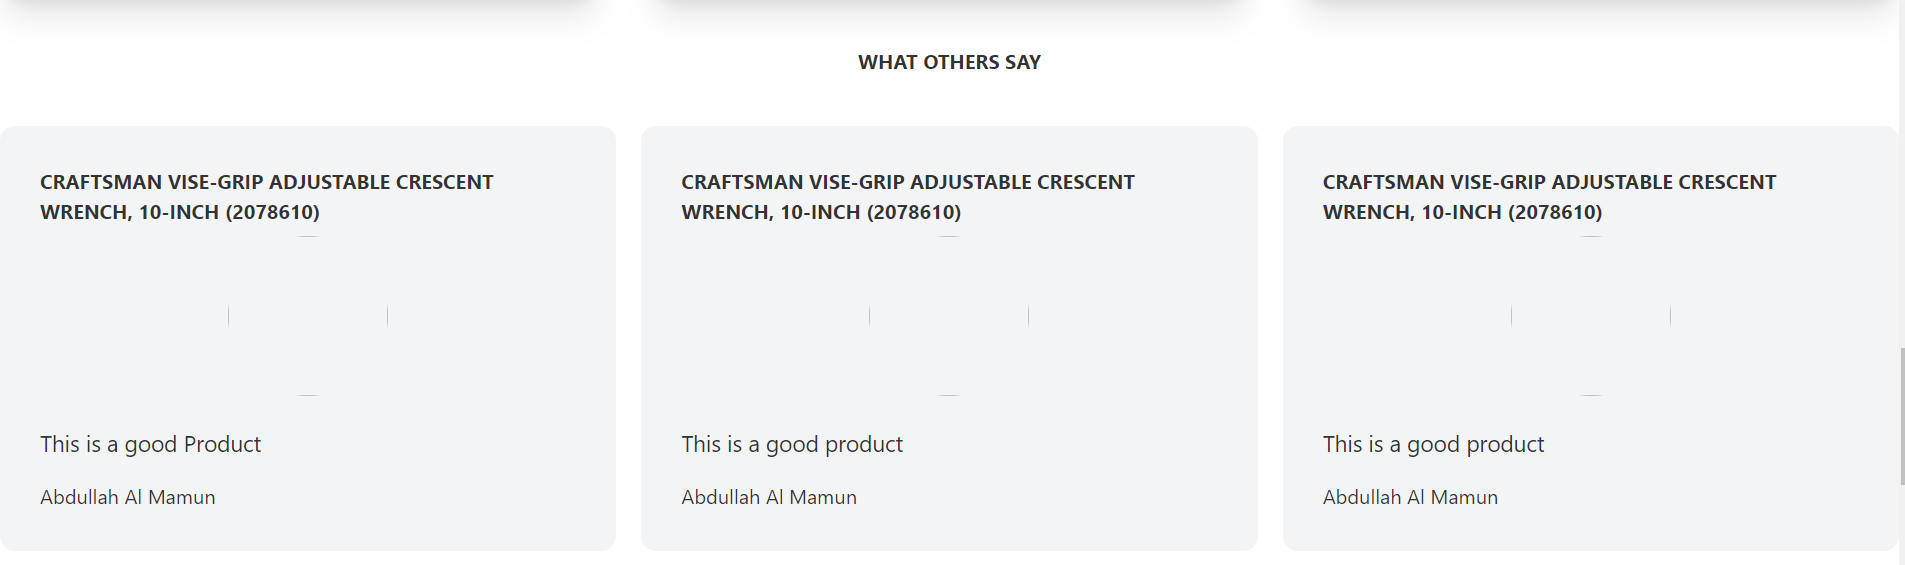 WHAT OTHERS SAY
CRAFTSMAN VISE-GRIP ADJUSTABLE CRESCENT
WRENCH, 10-INCH (2078610)
This is a good Product
Abdullah Al Mamun
CRAFTSMAN VISE-GRIP ADJUSTABLE CRESCENT
WRENCH, 10-INCH (2078610)
This is a good product
Abdullah Al Mamun
CRAFTSMAN VISE-GRIP ADJUSTABLE CRESCENT
WRENCH, 10-INCH (2078610)
This is a good product
Abdullah Al Mamun